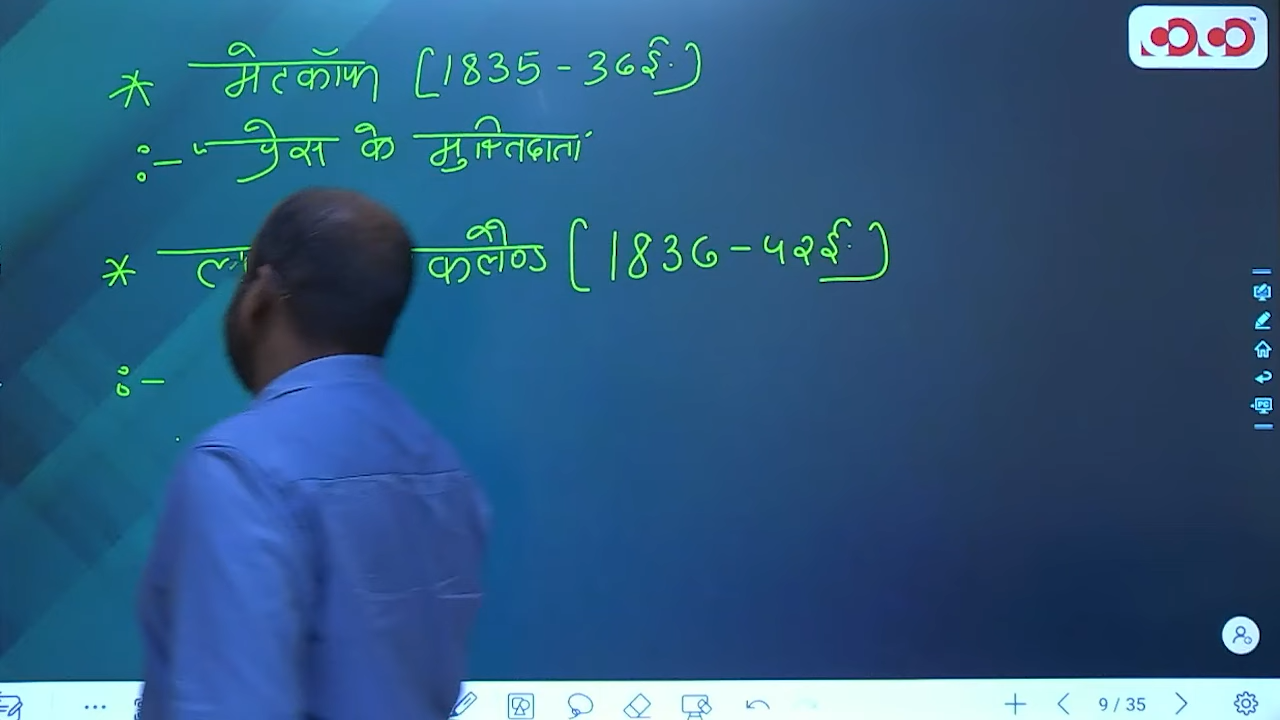 * मेटकॉफ [1835-36ई.]
:- "प्रेस के मुक्तिदाता"
* कलैण्ड [1836-42ई.]
:-
9/35